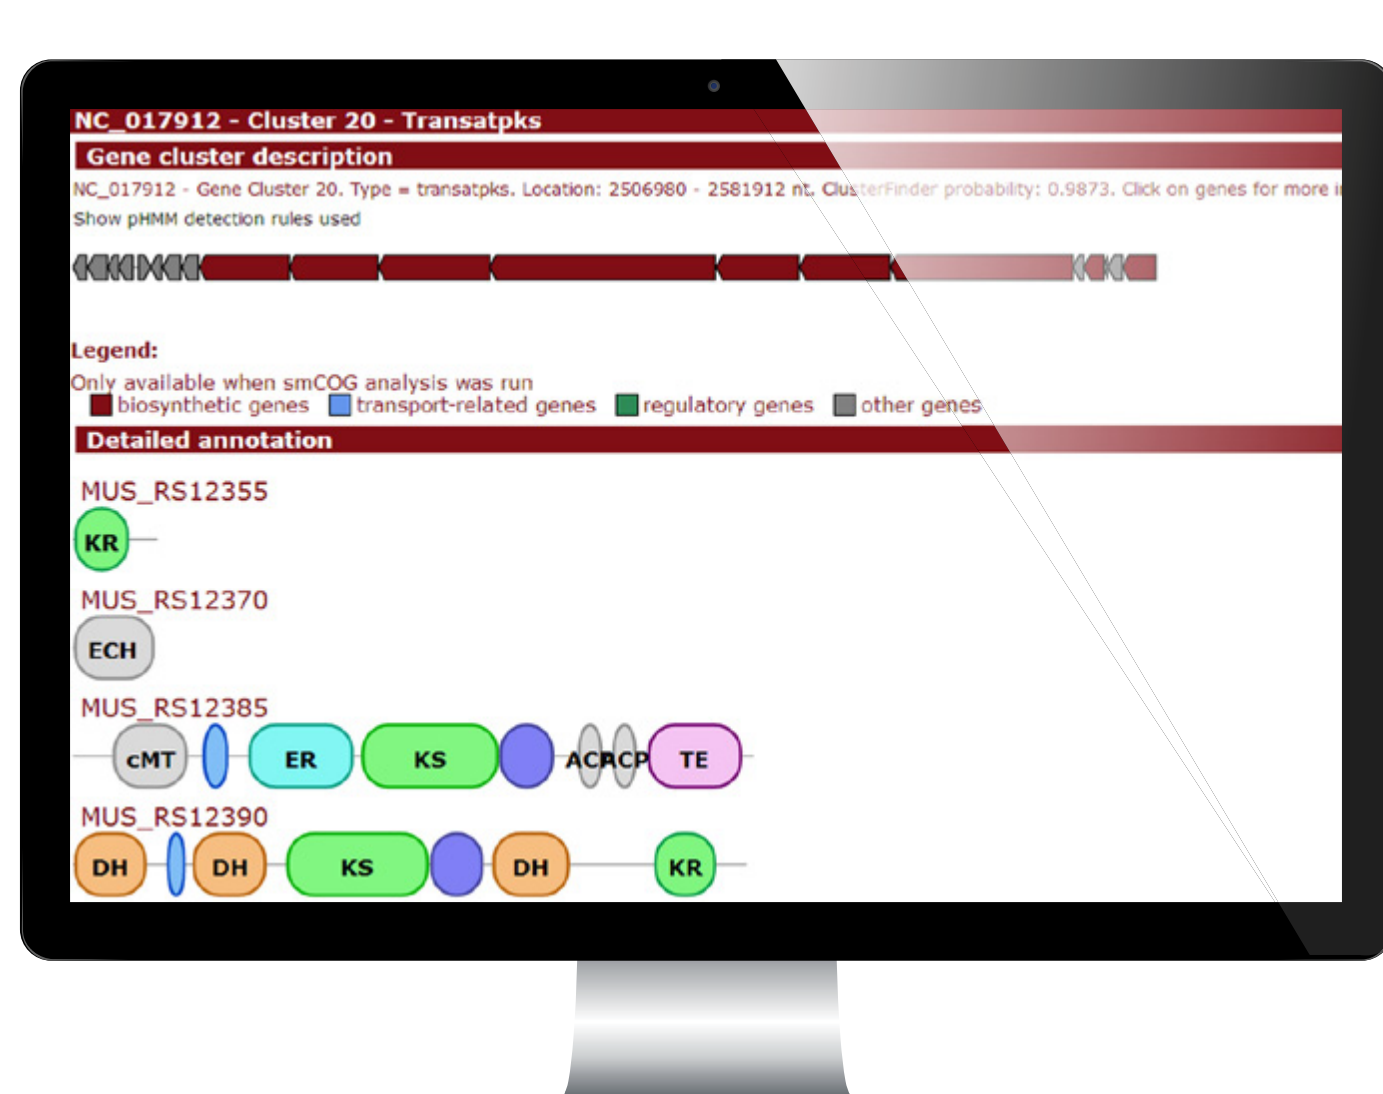 NC_017912 - Cluster 20 - Transatpks
Gene cluster description
NC_017912 - Gene Cluster 20. Type = transatpks. Location: 2506980 - 2581912 nt. ClusterFinder probability: 0.9873. Click on genes for more
Show pHMM detection rules used
Legend:
Only available when smCOG analysis was run
biosynthetic genes transport-related genes regulatory genes other genes
Detailed annotation
MUS_RS12355
KR
MUS_RS12370
ECH
MUS_RS12385
cMT ER KS ACP ACP TE
MUS_RS12390
DH DH KS DH KR